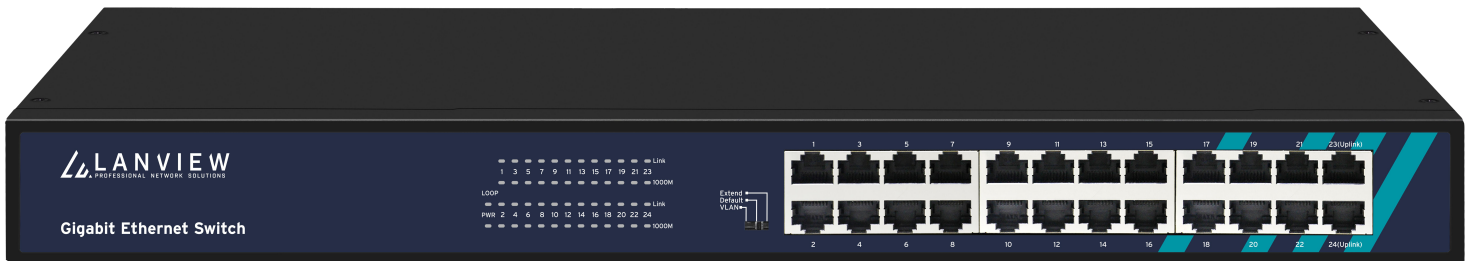 LANVIEW
PROFESSIONAL NETWORK SOLUTIONS
Gigabit Ethernet Switch
Link
1 3 5 7 9 11 13 15 17 19 21 23
1000M
LOOP
Link
PWR 2 4 6 8 10 12 14 16 18 20 22 24
1000M
Extend
Default
VLAN
1 3 5 7 9 11 13 15 17 19 21 23(Uplink)
2 4 6 8 10 12 14 16 18 20 22 24(Uplink)